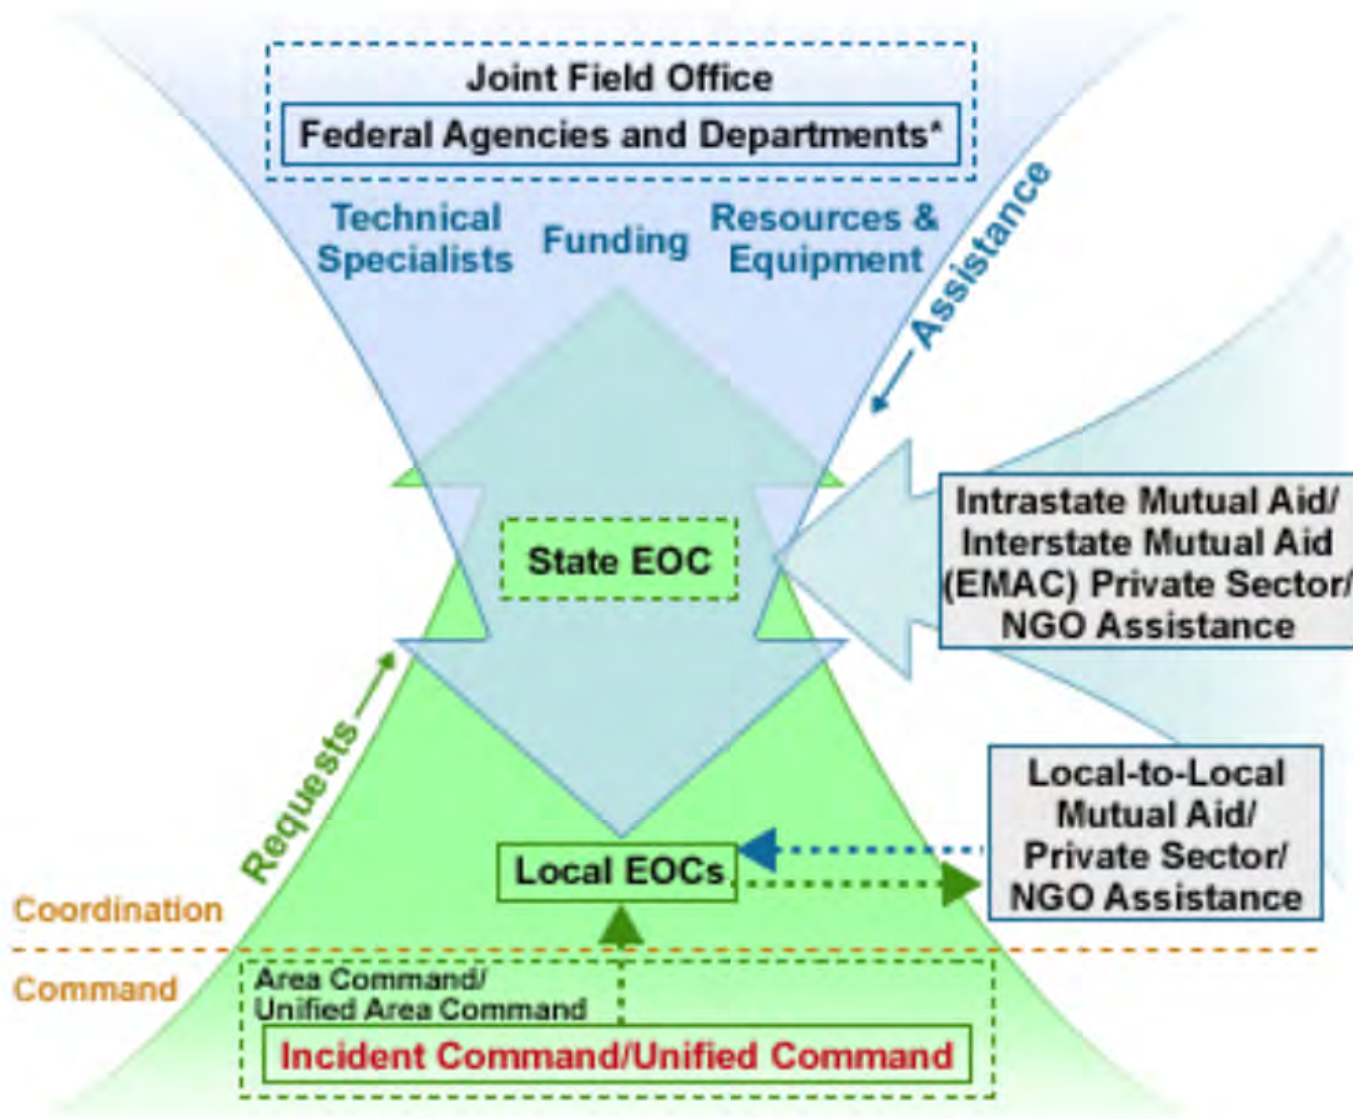 Joint Field Office
Federal Agencies and Departments*
Technical
Specialists
Funding
Resources &
Equipment
Assistance
Intrastate Mutual Aid/
Interstate Mutual Aid
(EMAC) Private Sector/
NGO Assistance
State EOC
Requests
Local-to-Local
Mutual Aid/
Private Sector/
NGO Assistance
Local EOCs
Coordination
Command
Area Command/
Unified Area Command
Incident Command/Unified Command